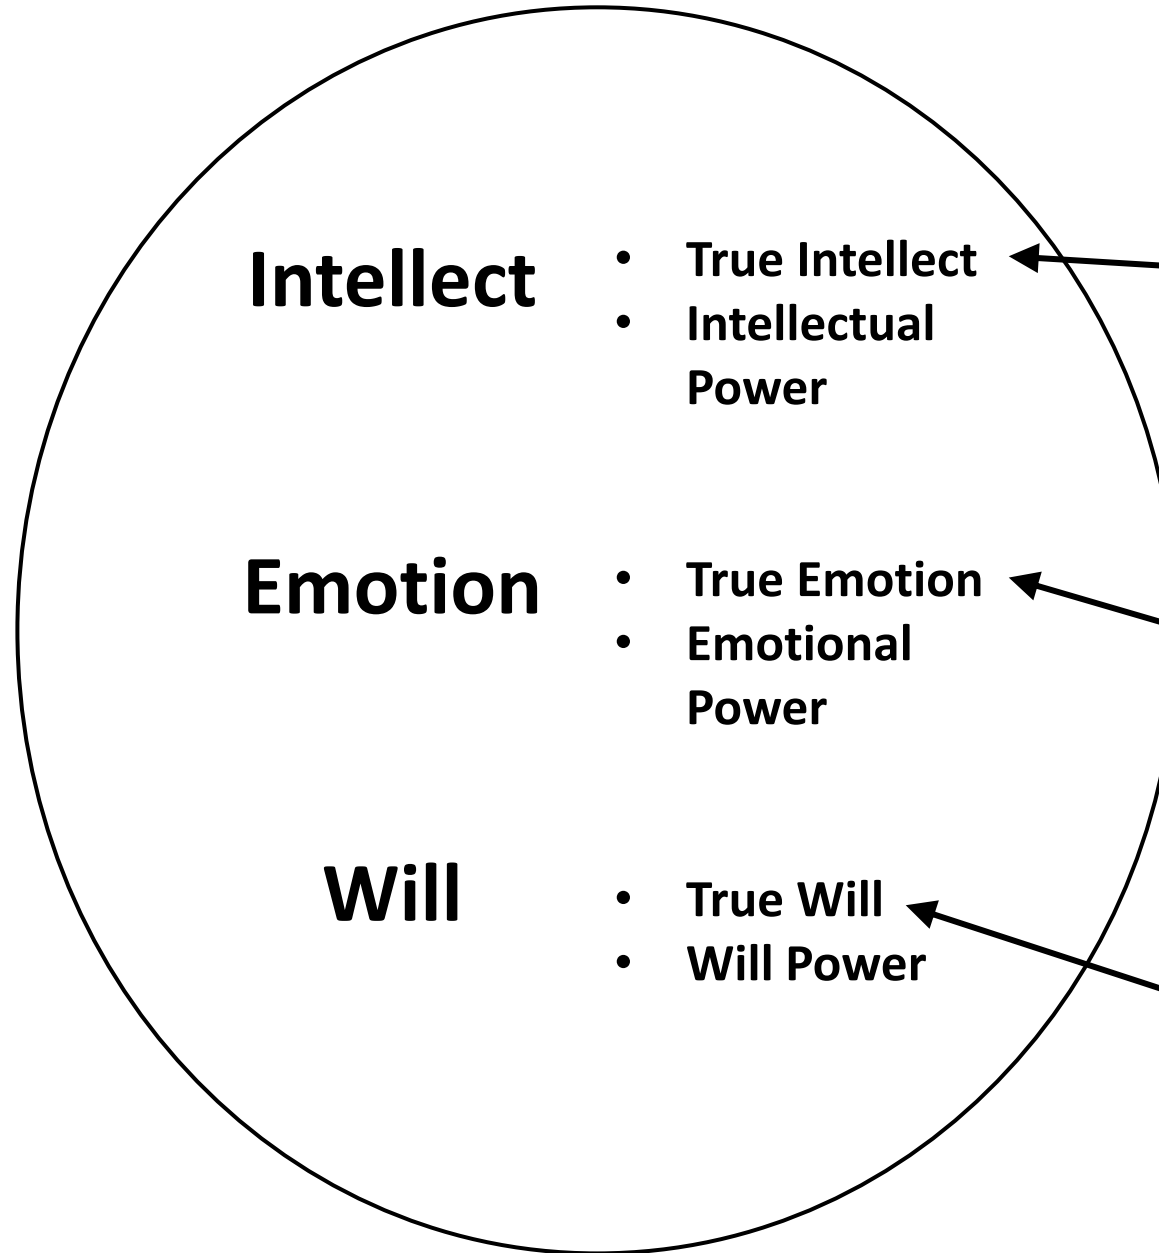 Intellect
• True Intellect
• Intellectual
Power
Emotion
• True Emotion
• Emotional
Power
Will
• True Will
• Will Power